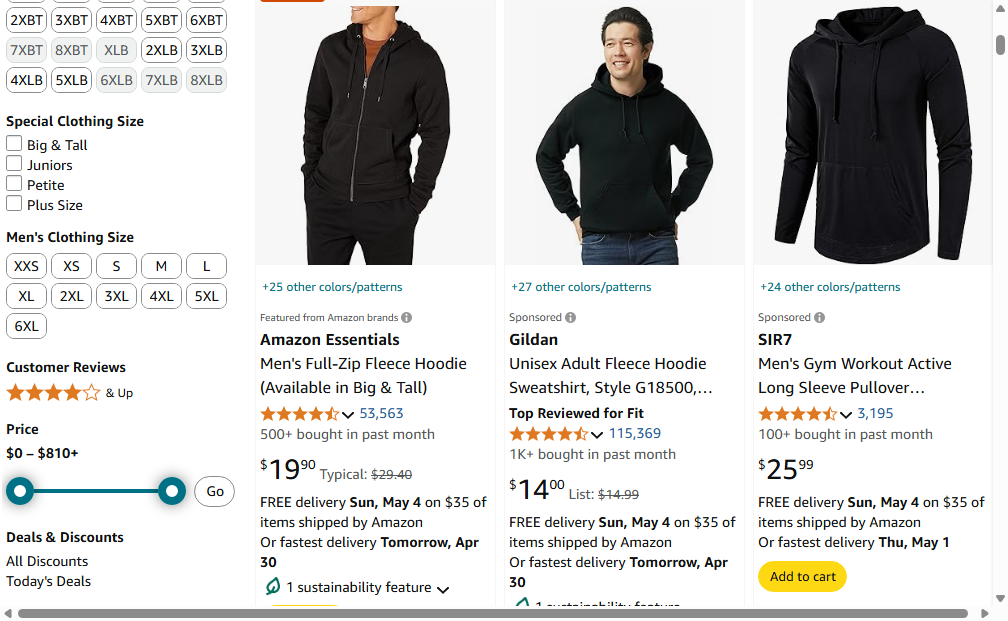 2XBT 3XBT 4XBT 5XBT 6XBT
7XBT 8XBT XLB 2XLB 3XLB
4XLB 5XLB 6XLB 7XLB 8XLB
Special Clothing Size
Big & Tall
Juniors
Petite
Plus Size
Men's Clothing Size
XXS XS S M L
XL 2XL 3XL 4XL 5XL
6XL
Customer Reviews
& Up
Price
$0 – $810+
Go
Deals & Discounts
All Discounts
Today's Deals
+25 other colors/patterns
Featured from Amazon brands
Amazon Essentials
Men's Full-Zip Fleece Hoodie
(Available in Big & Tall)
53,563
500+ bought in past month
$19 90 Typical: $29.40
FREE delivery Sun, May 4 on $35 of
items shipped by Amazon
Or fastest delivery Tomorrow, Apr
30
1 sustainability feature
+27 other colors/patterns
Sponsored
Gildan
Unisex Adult Fleece Hoodie
Sweatshirt, Style G18500,…
Top Reviewed for Fit
115,369
1K+ bought in past month
$14 00 List: $14.99
FREE delivery Sun, May 4 on $35 of
items shipped by Amazon
Or fastest delivery Tomorrow, Apr
30
1 sustainability feature
+24 other colors/patterns
Sponsored
SIR7
Men's Gym Workout Active
Long Sleeve Pullover…
3,195
100+ bought in past month
$25 99
FREE delivery Sun, May 4 on $35 of
items shipped by Amazon
Or fastest delivery Thu, May 1
Add to cart